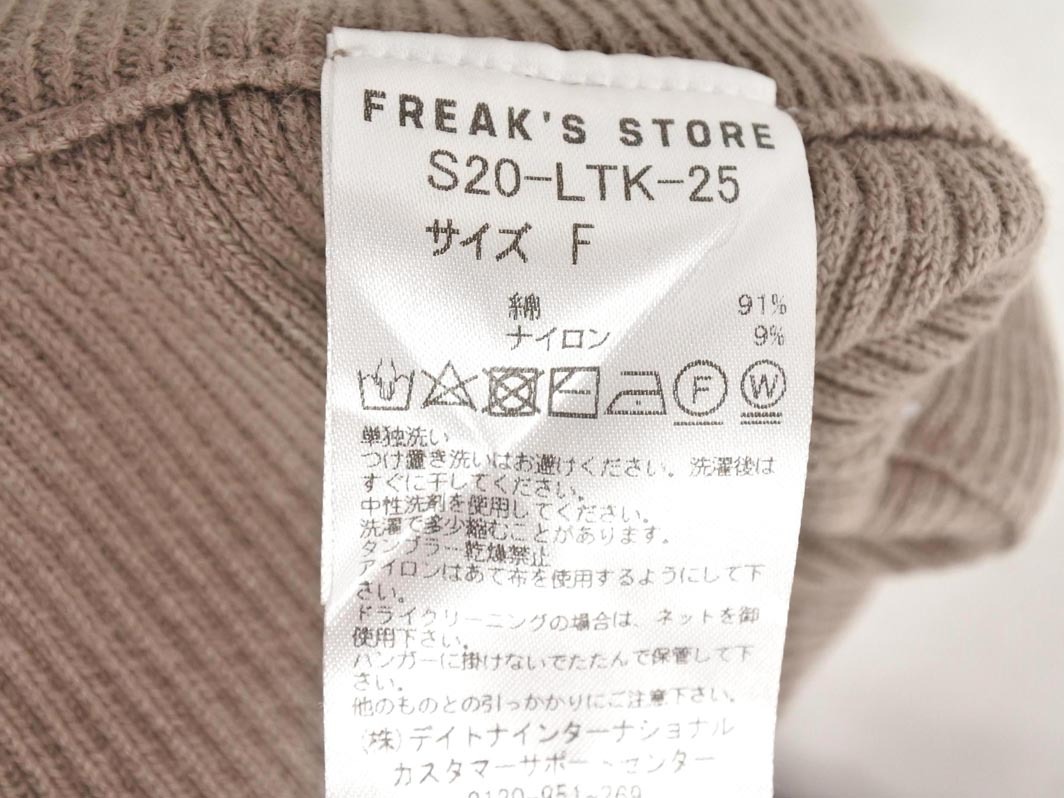 FREAK'S STORE
S20-LTK-25
サイズ F
綿 91%
ナイロン 9%
F W
単独洗い
つけ置き洗いはお避けください。洗濯後は
すぐに干してください。
中性洗剤を使用してください。
洗濯で多少縮むことがあります。
タンブラー乾燥禁止
アイロンはあて布を使用するようにして下
さい。
ドライクリーニングの場合は、ネットを御
使用下さい。
ハンガーに掛けないでたたんで保管して下
さい。
他のものとの引っかかりにご注意下さい。
(株)デイトナインターナショナル
カスタマーサポートセンター
0120-951-269